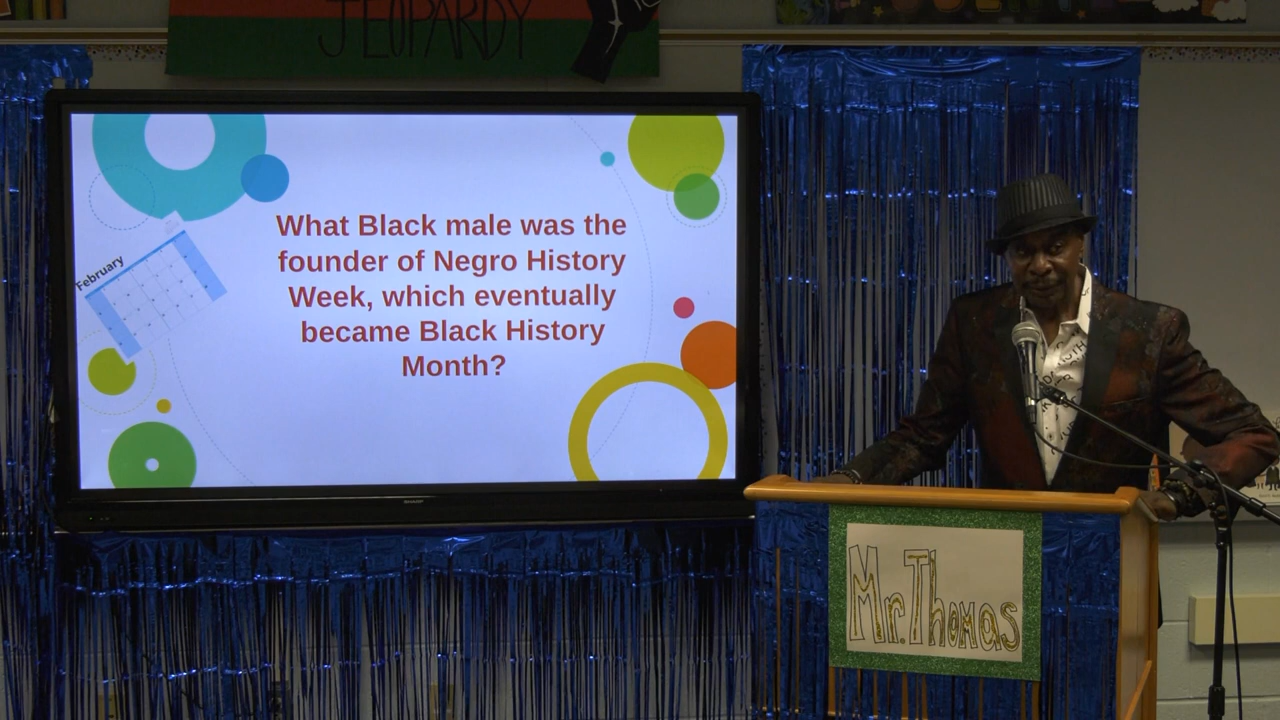 JEOPARDY
What Black male was the
founder of Negro History
Week, which eventually
became Black History
Month?
February
SHARP
Mr. Thomas